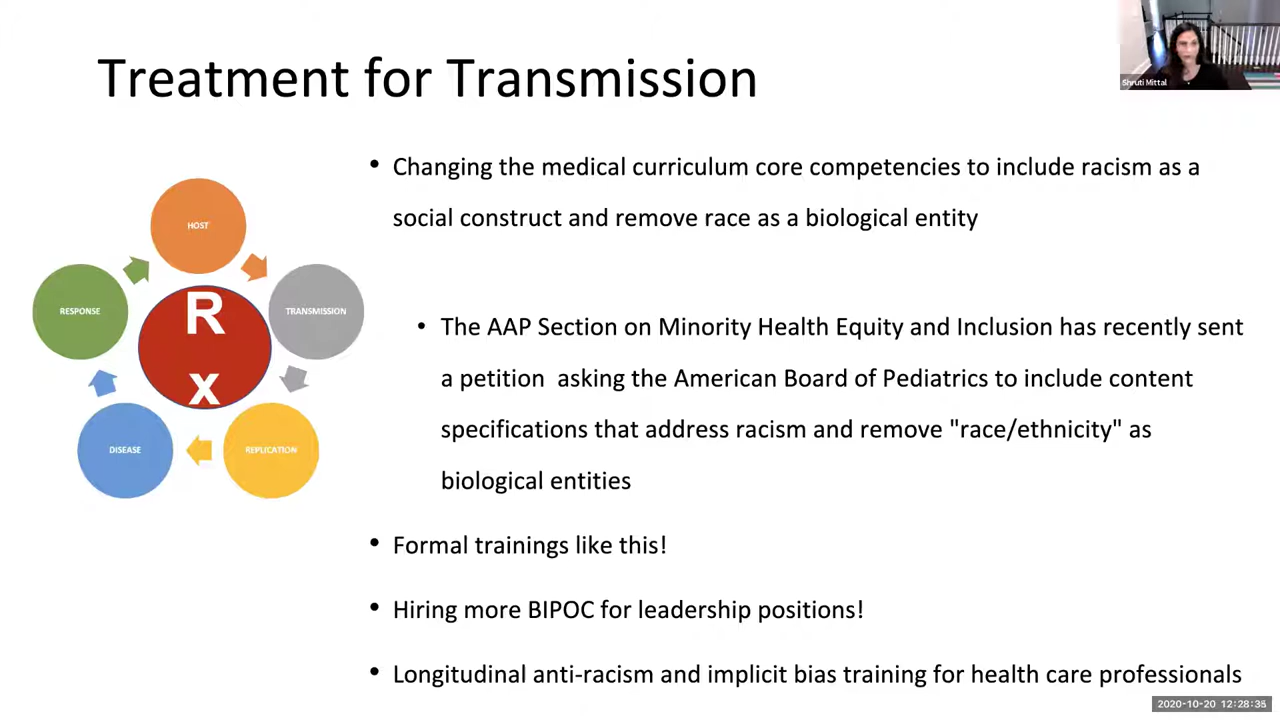 Treatment for Transmission
Shruti Mittal
• Changing the medical curriculum core competencies to include racism as a
social construct and remove race as a biological entity
• The AAP Section on Minority Health Equity and Inclusion has recently sent
a petition asking the American Board of Pediatrics to include content
specifications that address racism and remove "race/ethnicity" as
biological entities
• Formal trainings like this!
• Hiring more BIPOC for leadership positions!
• Longitudinal anti-racism and implicit bias training for health care professionals
HOST
RESPONSE
TRANSMISSION
R
x
DISEASE
REPLICATION
2020-10-20 12:28:35